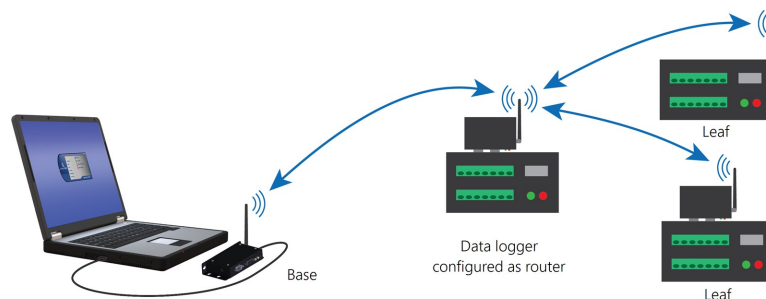 Leaf
Base
Data logger
configured as router
Leaf